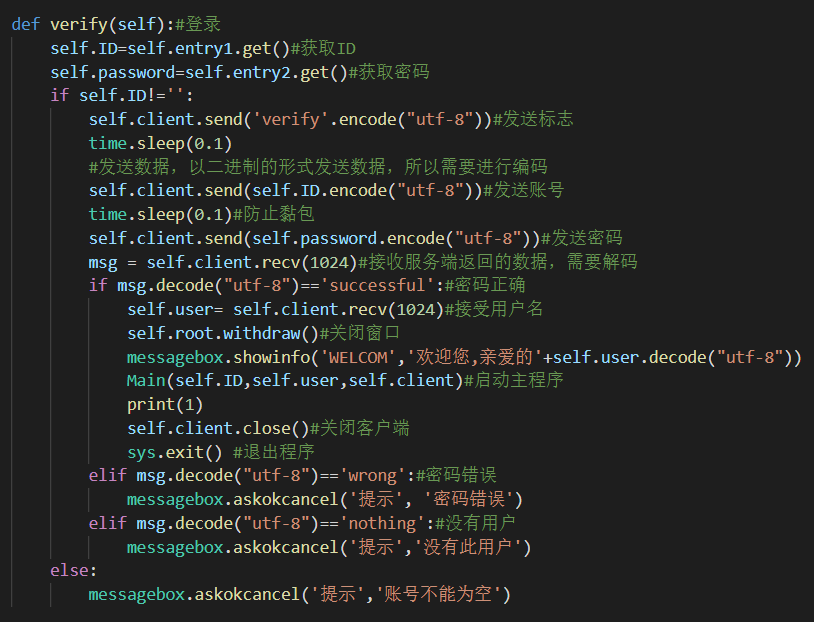 def verify(self):#登录
self.ID=self.entry1.get()#获取ID
self.password=self.entry2.get()#获取密码
if self.ID!='':
self.client.send('verify'.encode("utf-8"))#发送标志
time.sleep(0.1)
#发送数据，以二进制的形式发送数据，所以需要进行编码
self.client.send(self.ID.encode("utf-8"))#发送账号
time.sleep(0.1)#防止黏包
self.client.send(self.password.encode("utf-8"))#发送密码
msg = self.client.recv(1024)#接收服务端返回的数据，需要解码
if msg.decode("utf-8")=='successful':#密码正确
self.user= self.client.recv(1024)#接受用户名
self.root.withdraw()#关闭窗口
messagebox.showinfo('WELCOM','欢迎您,亲爱的'+self.user.decode("utf-8"))
Main(self.ID,self.user,self.client)#启动主程序
print(1)
self.client.close()#关闭客户端
sys.exit() #退出程序
elif msg.decode("utf-8")=='wrong':#密码错误
messagebox.askokcancel('提示', '密码错误')
elif msg.decode("utf-8")=='nothing':#没有用户
messagebox.askokcancel('提示','没有此用户')
else:
messagebox.askokcancel('提示','账号不能为空')